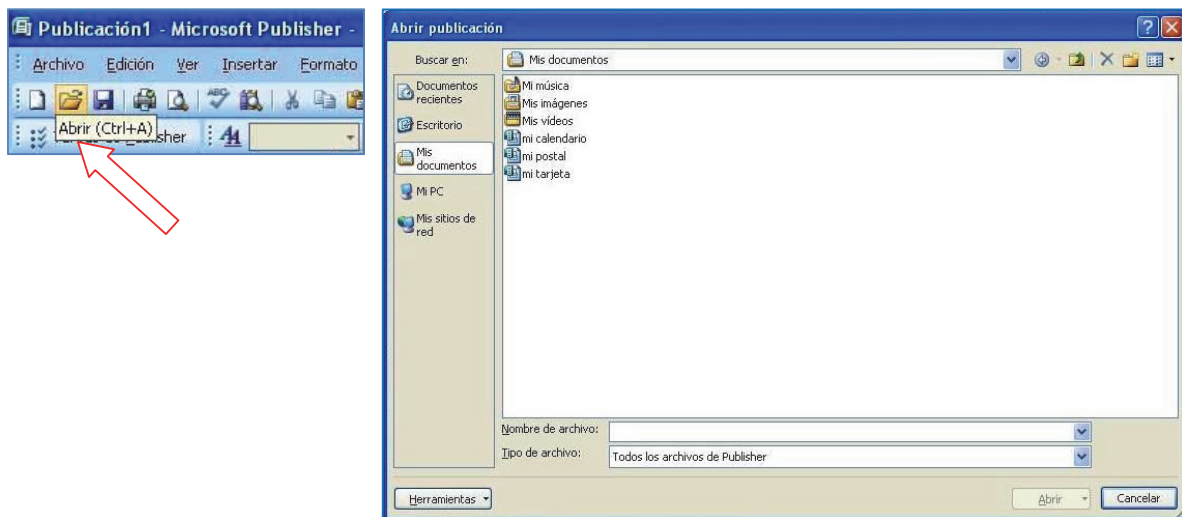 Publicación1 - Microsoft Publisher -
Archivo Edición Ver Insertar Formato
Abrir (Ctrl+A)
Abrir publicación
Buscar en: Mis documentos
Documentos
recientes
Escritorio
Mis
documentos
Mi PC
Mis sitios de
red
Mi música
Mis imágenes
Mis vídeos
mi calendario
mi postal
mi tarjeta
Nombre de archivo:
Tipo de archivo: Todos los archivos de Publisher
Herramientas
Abrir
Cancelar